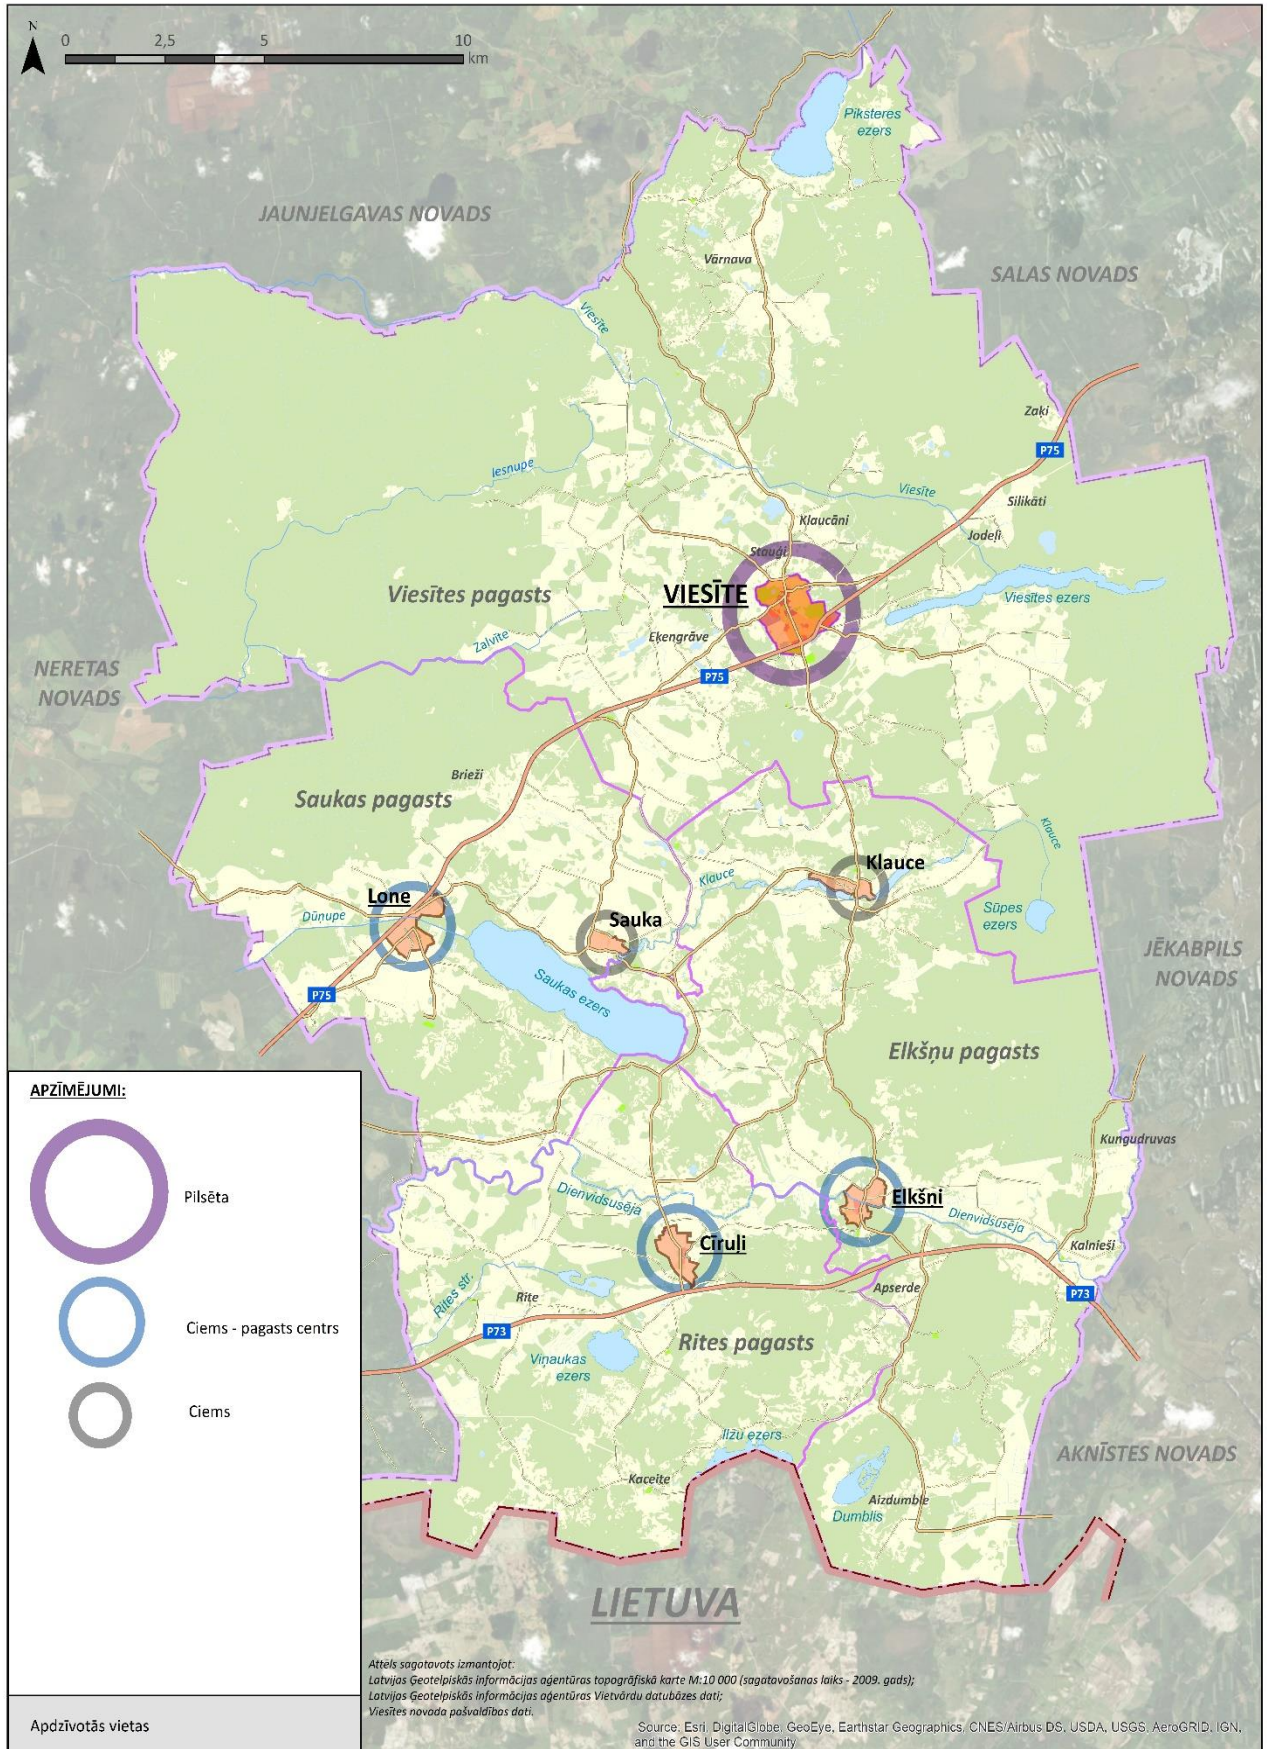 N
0 2,5 5 10
km
Piksteres
ezers
JAUNJELGAVAS NOVADS
Vārnava
SALAS NOVADS
Viesīte
Zaķi
P75
Iesnupe
Viesīte
Silikāti
Klaucāni
Jodeļi
Stauģi
Viesītes pagasts
VIESĪTE
Viesītes ezers
Eķengrāve
Zalvīte
NERETAS
NOVADS
P75
Brieži
Saukas pagasts
Klauce
Klauce
Klauce
Lone
Sauka
Dūņupe
Sūpes
ezers
JĒKABPILS
NOVADS
Saukas ezers
P75
Elkšņu pagasts
APZĪMĒJUMI:
Kungudruvas
Pilsēta
Dienvidsusēja
Elkšņi
Dienvidsusēja
Cīruļi
Kalnieši
Rites str.
Rite
Apserde
P73
Ciems - pagasts centrs
P73
Rites pagasts
Viņaukas
ezers
Ciems
Ilzu ezers
AKNĪSTES NOVADS
Kaceite
Aizdumble
Dumblis
LIETUVA
Attēls sagatavots izmantojot:
Latvijas Ģeotelpiskās informācijas aģentūras topogrāfiskā karte M:10 000 (sagatavošanas laiks - 2009. gads);
Latvijas Ģeotelpiskās informācijas aģentūras Vietvārdu datubāzes dati;
Viesītes novada pašvaldības dati.
Apdzīvotās vietas
Source: Esri, DigitalGlobe, GeoEye, Earthstar Geographics, CNES/Airbus DS, USDA, USGS, AeroGRID, IGN,
and the GIS User Community